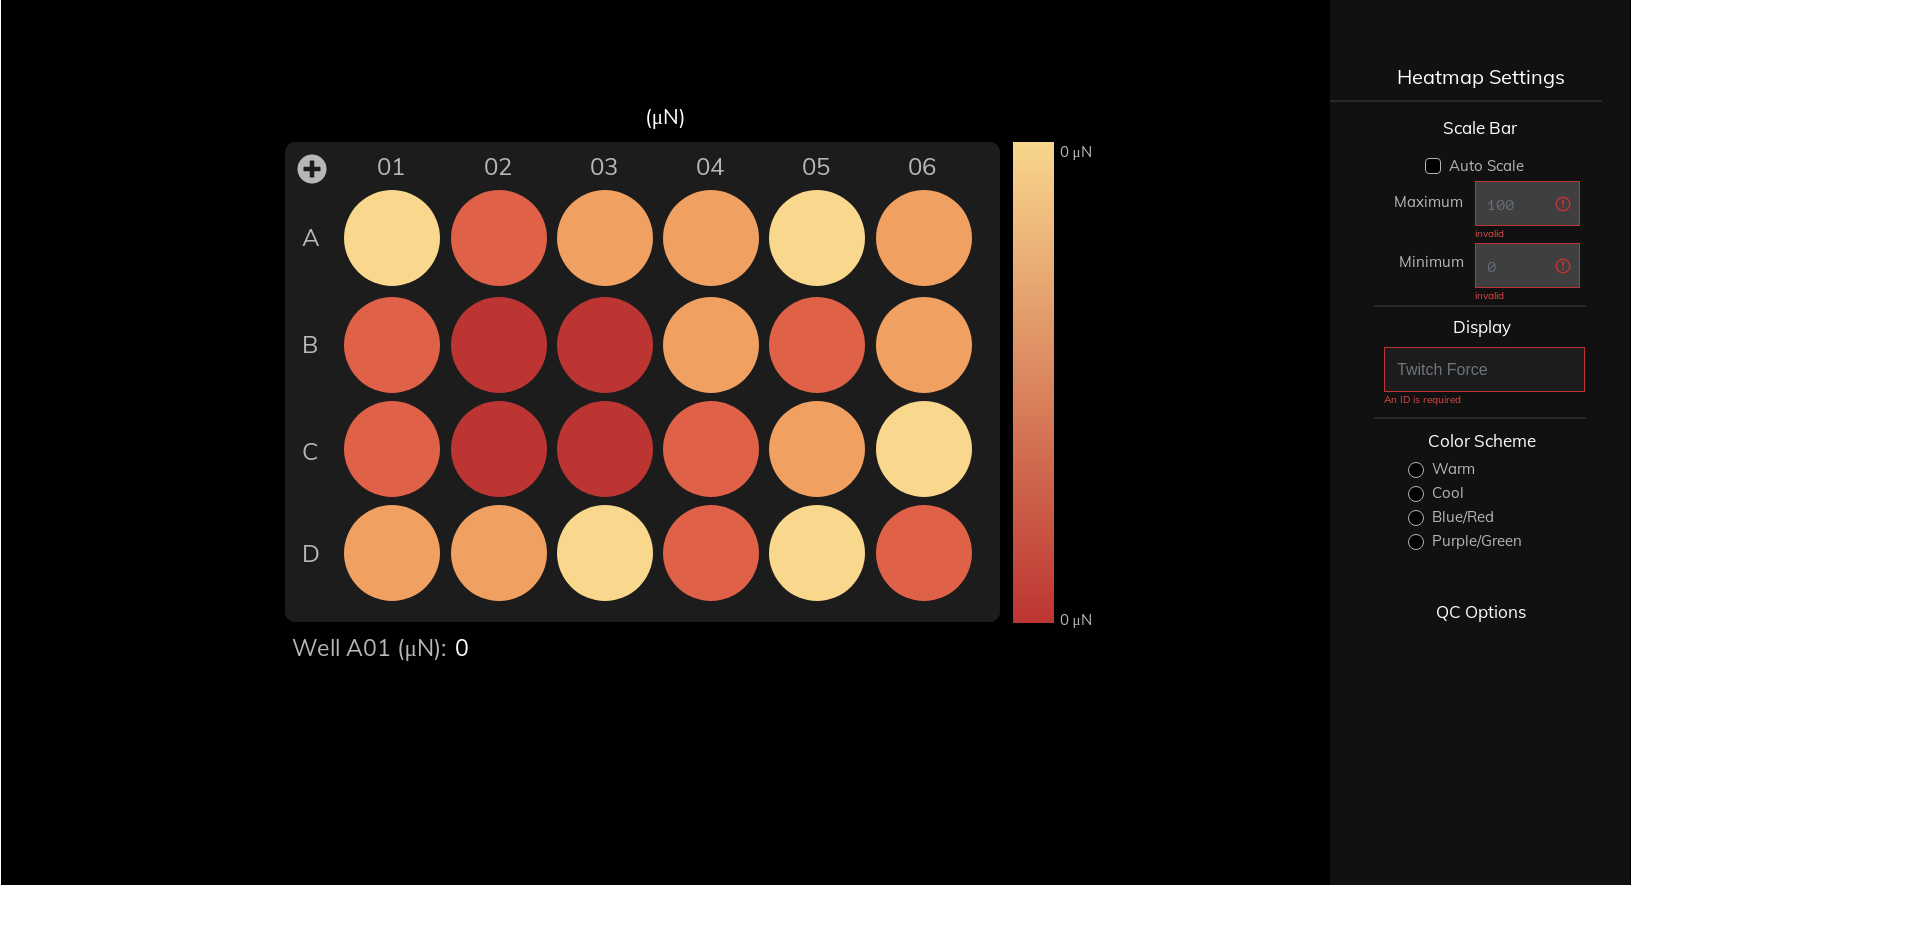 (μN)
01 02 03 04 05 06
A
B
C
D
0 μN
0 μN
Well A01 (μN): 0
Heatmap Settings
Scale Bar
Auto Scale
Maximum 100
invalid
Minimum 0
invalid
Display
Twitch Force
An ID is required
Color Scheme
Warm
Cool
Blue/Red
Purple/Green
QC Options